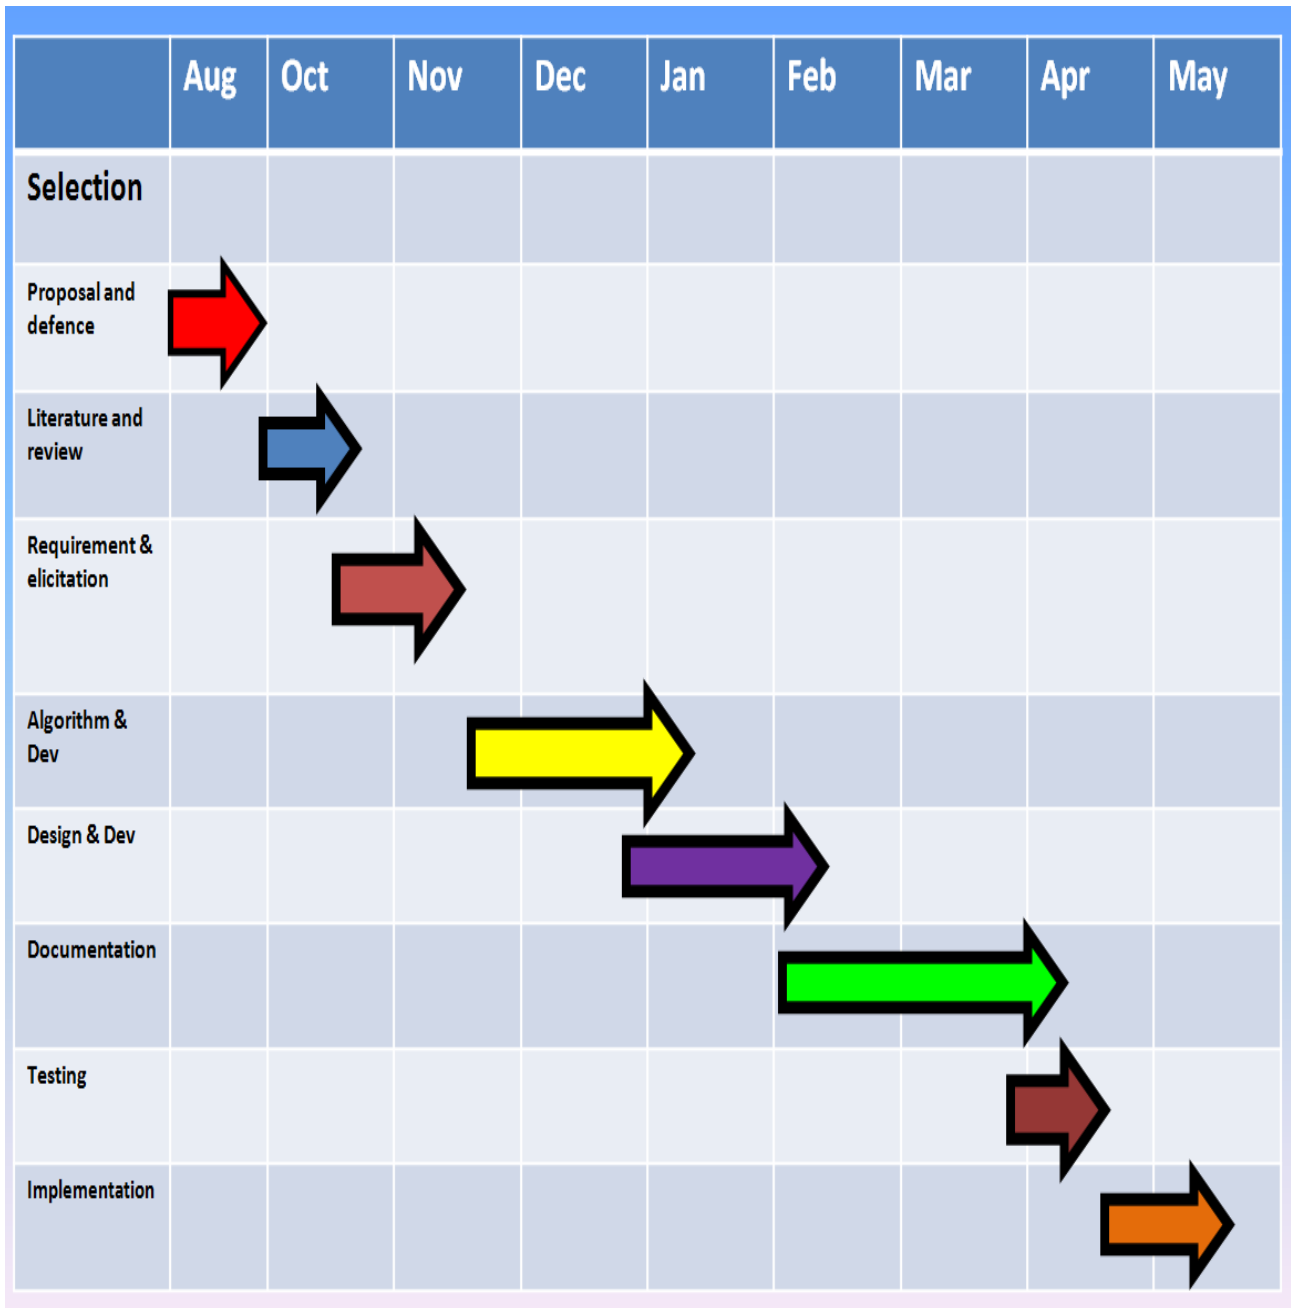 Aug Oct Nov Dec Jan Feb Mar Apr May
Selection
Proposal and
defence
Literature and
review
Requirement &
elicitation
Algorithm &
Dev
Design & Dev
Documentation
Testing
Implementation